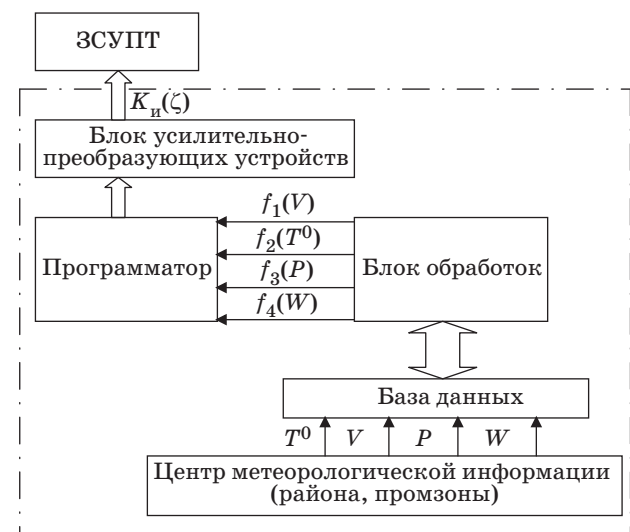 ЗСУПТ
K_и(ζ)
Блок усилительно-
преобразующих устройств
f_1(V)
f_2(T^0)
f_3(P)
f_4(W)
Программатор
Блок обработок
База данных
T^0 V P W
Центр метеорологической информации
(района, промзоны)